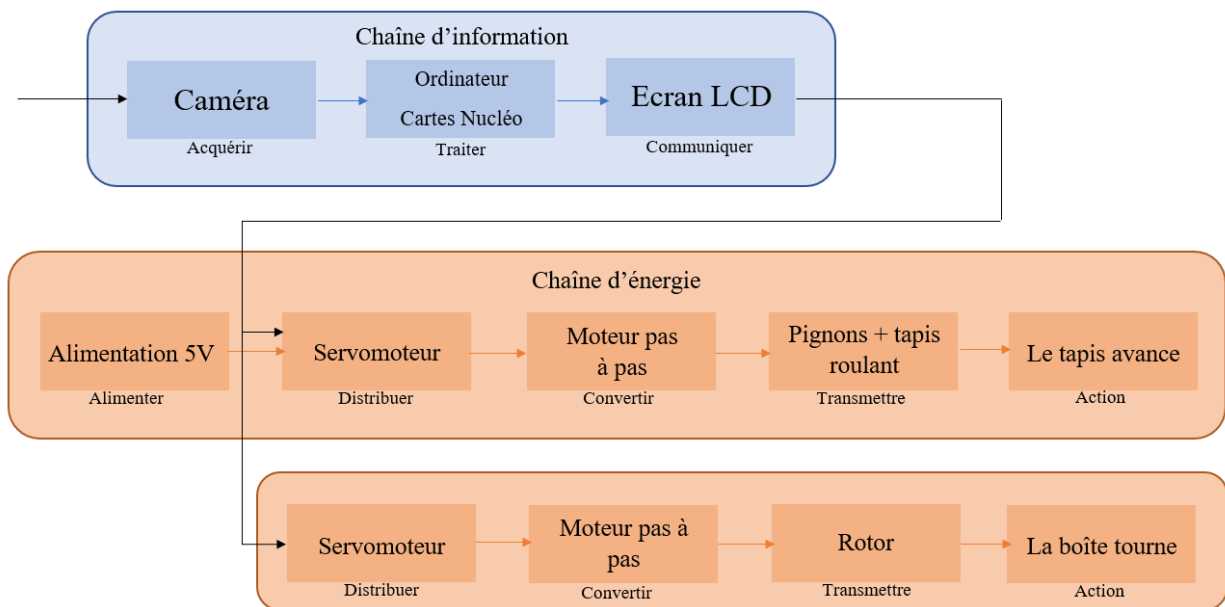 Chaîne d'information
Caméra
Acquérir
Ordinateur
Cartes Nucléo
Traiter
Ecran LCD
Communiquer
Chaîne d'énergie
Alimentation 5V
Alimenter
Servomoteur
Distribuer
Moteur pas
à pas
Convertir
Pignons + tapis
roulant
Transmettre
Le tapis avance
Action
Servomoteur
Distribuer
Moteur pas à
pas
Convertir
Rotor
Transmettre
La boîte tourne
Action